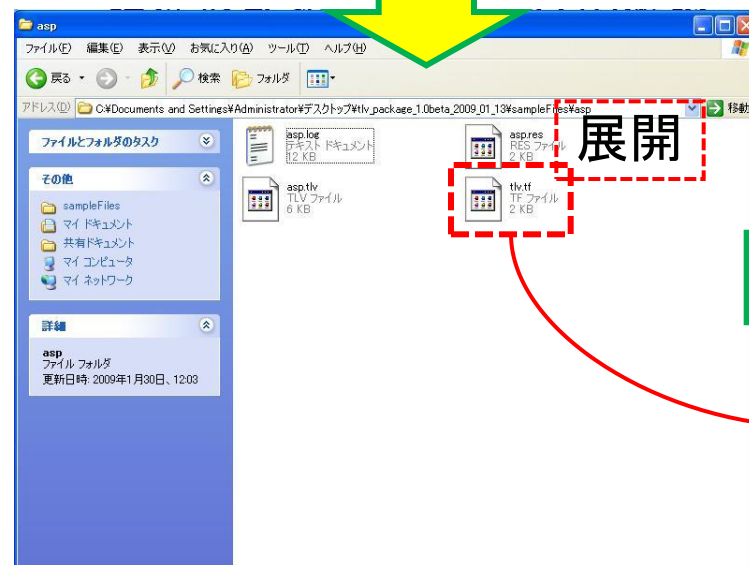 asp
ファイル(F) 編集(E) 表示(V) お気に入り(A) ツール(T) ヘルプ(H)
戻る 検索 フォルダ
アドレス(D) C:¥Documents and Settings¥Administrator¥デスクトップ¥tlv_package_1.0beta_2009_01_13¥sampleFiles¥asp 移動
ファイルとフォルダのタスク
その他
sampleFiles
マイ ドキュメント
共有ドキュメント
マイ コンピュータ
マイ ネットワーク
詳細
asp
ファイル フォルダ
更新日時: 2009年1月30日、12:03
asp.log
テキスト ドキュメント
12 KB
asp.res
RES ファイル
2 KB
asp.tlv
TLV ファイル
6 KB
tlv.tf
TF ファイル
2 KB
展開